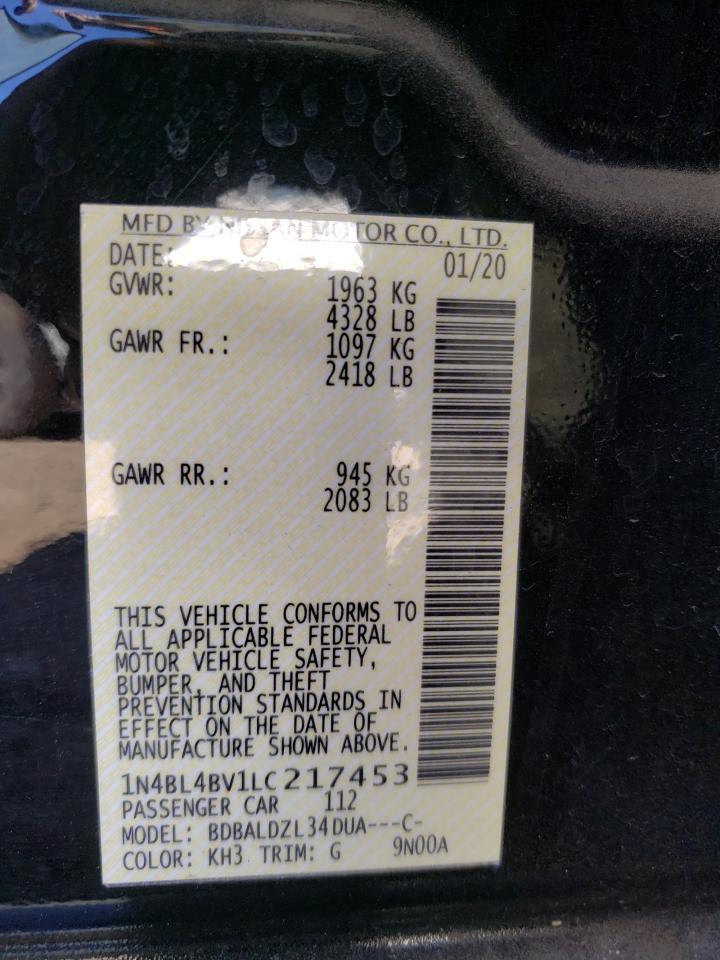 MFD BY NISSAN MOTOR CO., LTD.
DATE: 01/20
GVWR: 1963 KG
4328 LB
GAWR FR.: 1097 KG
2418 LB
GAWR RR.: 945 KG
2083 LB
THIS VEHICLE CONFORMS TO
ALL APPLICABLE FEDERAL
MOTOR VEHICLE SAFETY,
BUMPER, AND THEFT
PREVENTION STANDARDS IN
EFFECT ON THE DATE OF
MANUFACTURE SHOWN ABOVE.
1N4BL4BV1LC217453
PASSENGER CAR 112
MODEL: BDBALDZL34DUA---C-
COLOR: KH3 TRIM: G 9N00A